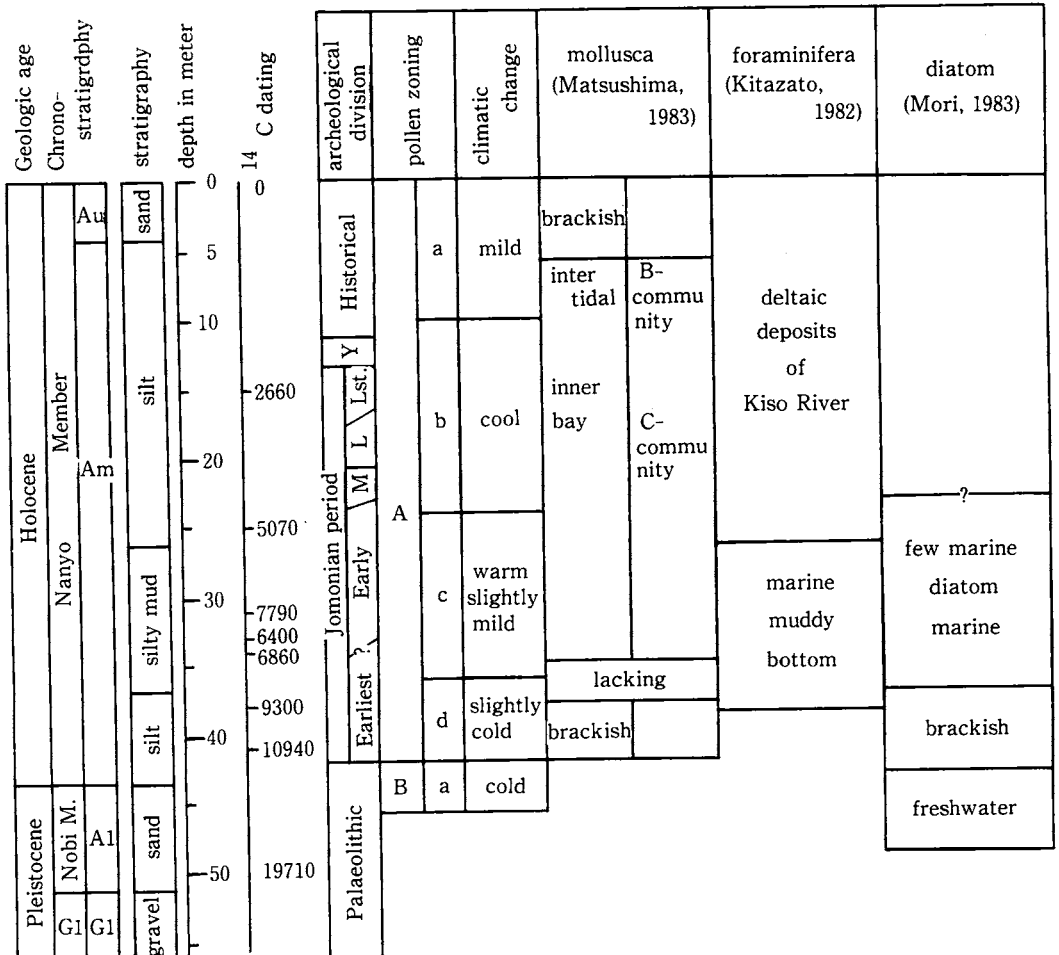 Geologic age
Chrono-
stratigrdphy
stratigraphy
depth in meter
14
C dating
archeological
division
pollen zoning
climatic
change
mollusca
(Matsushima,
1983)
foraminifera
(Kitazato,
1982)
diatom
(Mori, 1983)
Holocene
Pleistocene
Nanyo Member
Nobi M.
G1
Au
Am
A1
G1
sand
silt
silty mud
silt
sand
gravel
0
5
10
20
30
40
50
0
2660
5070
7790
6400
6860
9300
10940
19710
Historical
Y
Jomonian period
Lst.
L
M
Early
?
Earliest
Palaeolithic
A
B
a
b
c
d
a
mild
cool
warm
slightly
mild
slightly
cold
cold
brackish
inter
tidal
inner
bay
B-
commu
nity
C-
commu
nity
lacking
brackish
deltaic
deposits
of
Kiso River
marine
muddy
bottom
?
few marine
diatom
marine
brackish
freshwater